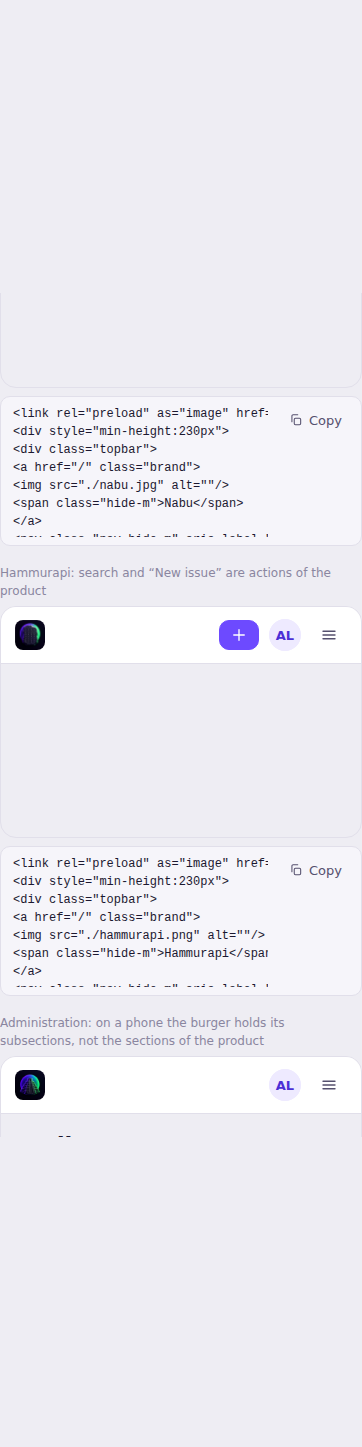 <link rel="preload" as="image" href=
<div style="min-height:230px">
<div class="topbar">
<a href="/" class="brand">
<img src="./nabu.jpg" alt=""/>
<span class="hide-m">Nabu</span>
</a>
Copy
Hammurapi: search and “New issue” are actions of the
product
AL
<link rel="preload" as="image" href=
<div style="min-height:230px">
<div class="topbar">
<a href="/" class="brand">
<img src="./hammurapi.png" alt=""/>
<span class="hide-m">Hammurapi</span
</a>
Copy
Administration: on a phone the burger holds its
subsections, not the sections of the product
AL